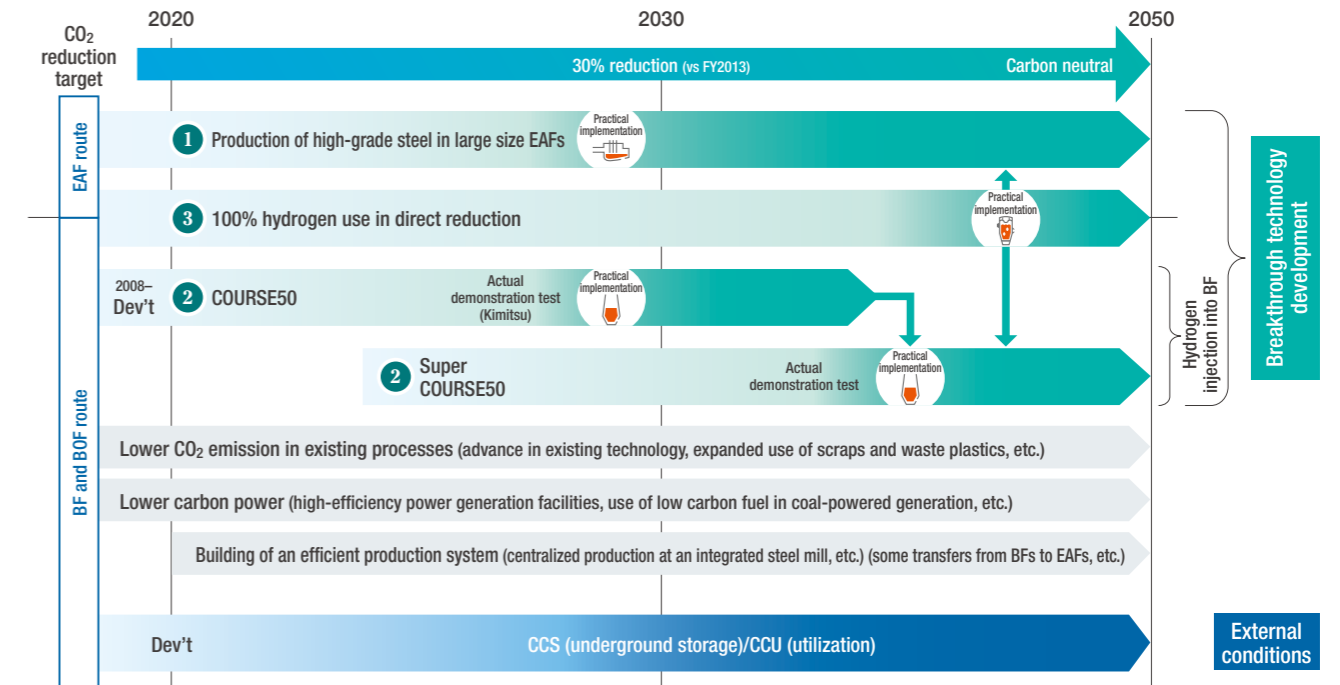 2020
2030
2050
CO₂
reduction
target
30% reduction (vs FY2013)
Carbon neutral
EAF route
1 Production of high-grade steel in large size EAFs
Practical
implementation
3 100% hydrogen use in direct reduction
Practical
implementation
2008–
Dev't
2 COURSE50
Actual
demonstration test
(Kimitsu)
Practical
implementation
2 Super
COURSE50
Actual
demonstration test
Practical
implementation
Hydrogen
injection into BF
Breakthrough technology
development
BF and BOF route
Lower CO₂ emission in existing processes (advance in existing technology, expanded use of scraps and waste plastics, etc.)
Lower carbon power (high-efficiency power generation facilities, use of low carbon fuel in coal-powered generation, etc.)
Building of an efficient production system (centralized production at an integrated steel mill, etc.) (some transfers from BFs to EAFs, etc.)
Dev't
CCS (underground storage)/CCU (utilization)
External
conditions